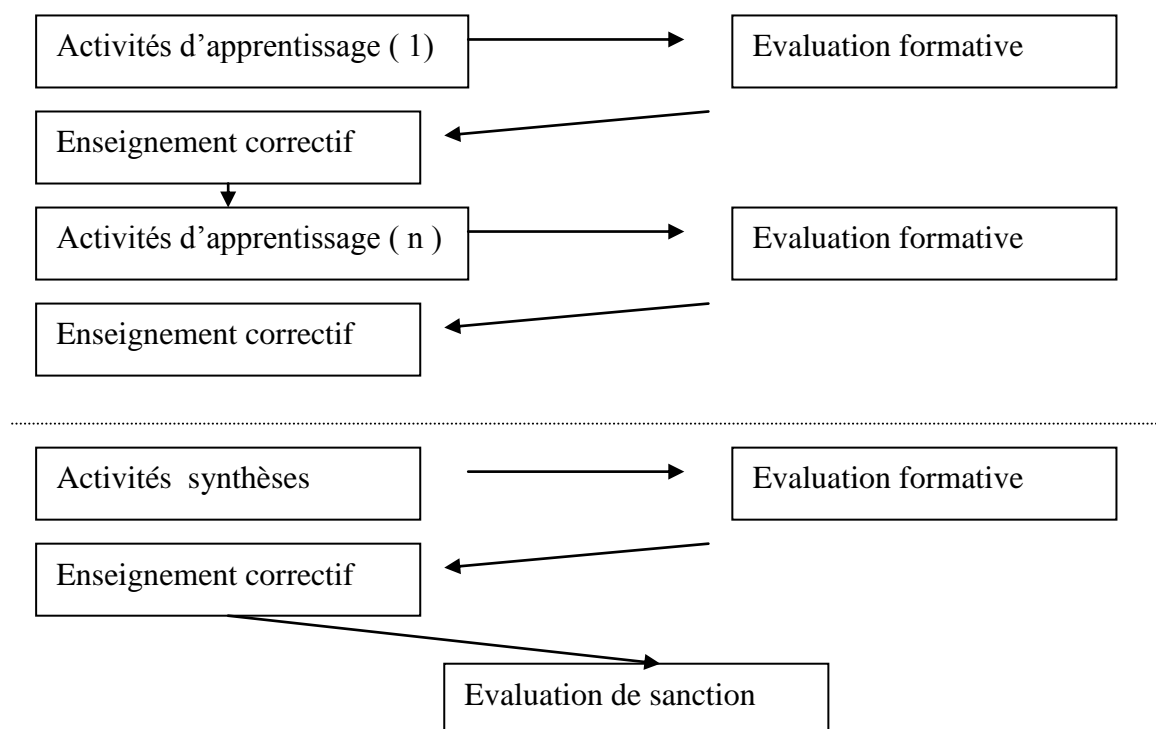 Activités d’apprentissage ( 1)
Evaluation formative
Enseignement correctif
Activités d’apprentissage ( n )
Evaluation formative
Enseignement correctif
Activités  synthèses
Evaluation formative
Enseignement correctif
Evaluation de sanction